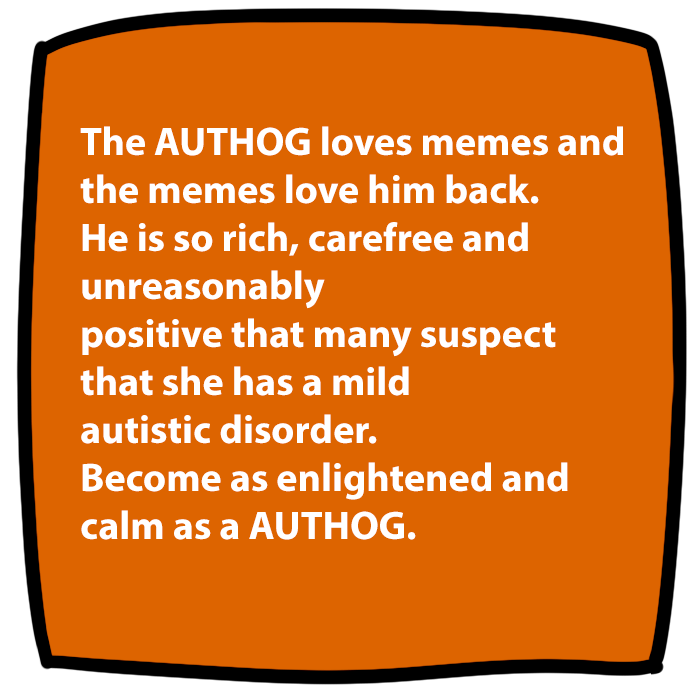 The AUTHOG loves memes and
the memes love him back.
He is so rich, carefree and
unreasonably
positive that many suspect
that she has a mild
autistic disorder.
Become as enlightened and
calm as a AUTHOG.